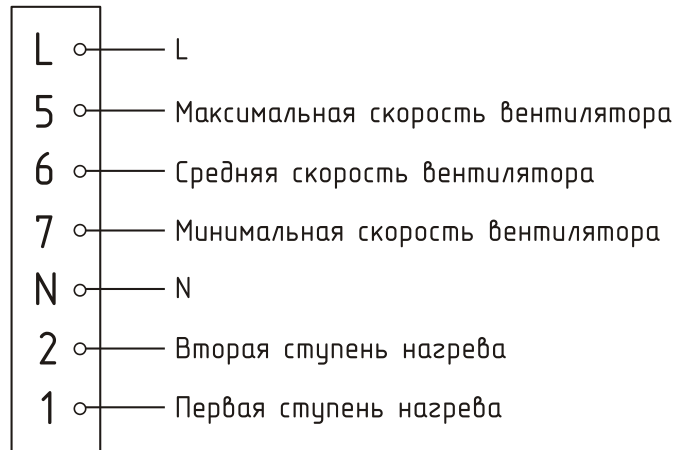 L L
5 Максимальная скорость вентилятора
6 Средняя скорость вентилятора
7 Минимальная скорость вентилятора
N N
2 Вторая ступень нагрева
1 Первая ступень нагрева